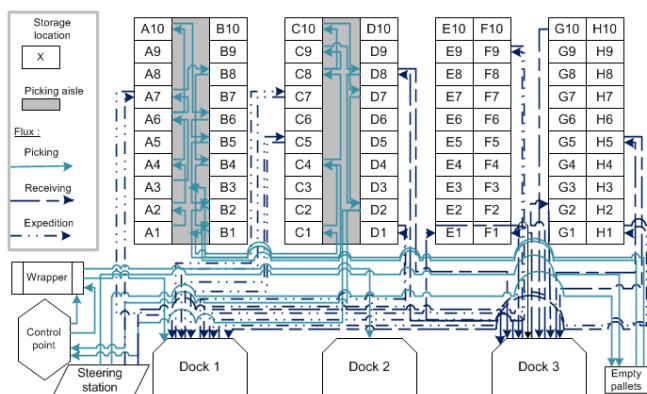 Storage
location
X
Picking aisle
Flux :
Picking
Receiving
Expedition
A10 B10 C10 D10 E10 F10 G10 H10
A9 B9 C9 D9 E9 F9 G9 H9
A8 B8 C8 D8 E8 F8 G8 H8
A7 B7 C7 D7 E7 F7 G7 H7
A6 B6 C6 D6 E6 F6 G6 H6
A5 B5 C5 D5 E5 F5 G5 H5
A4 B4 C4 D4 E4 F4 G4 H4
A3 B3 C3 D3 E3 F3 G3 H3
A2 B2 C2 D2 E2 F2 G2 H2
A1 B1 C1 D1 E1 F1 G1 H1
Wrapper
Control
point
Steering
station
Dock 1
Dock 2
Dock 3
Empty
pallets